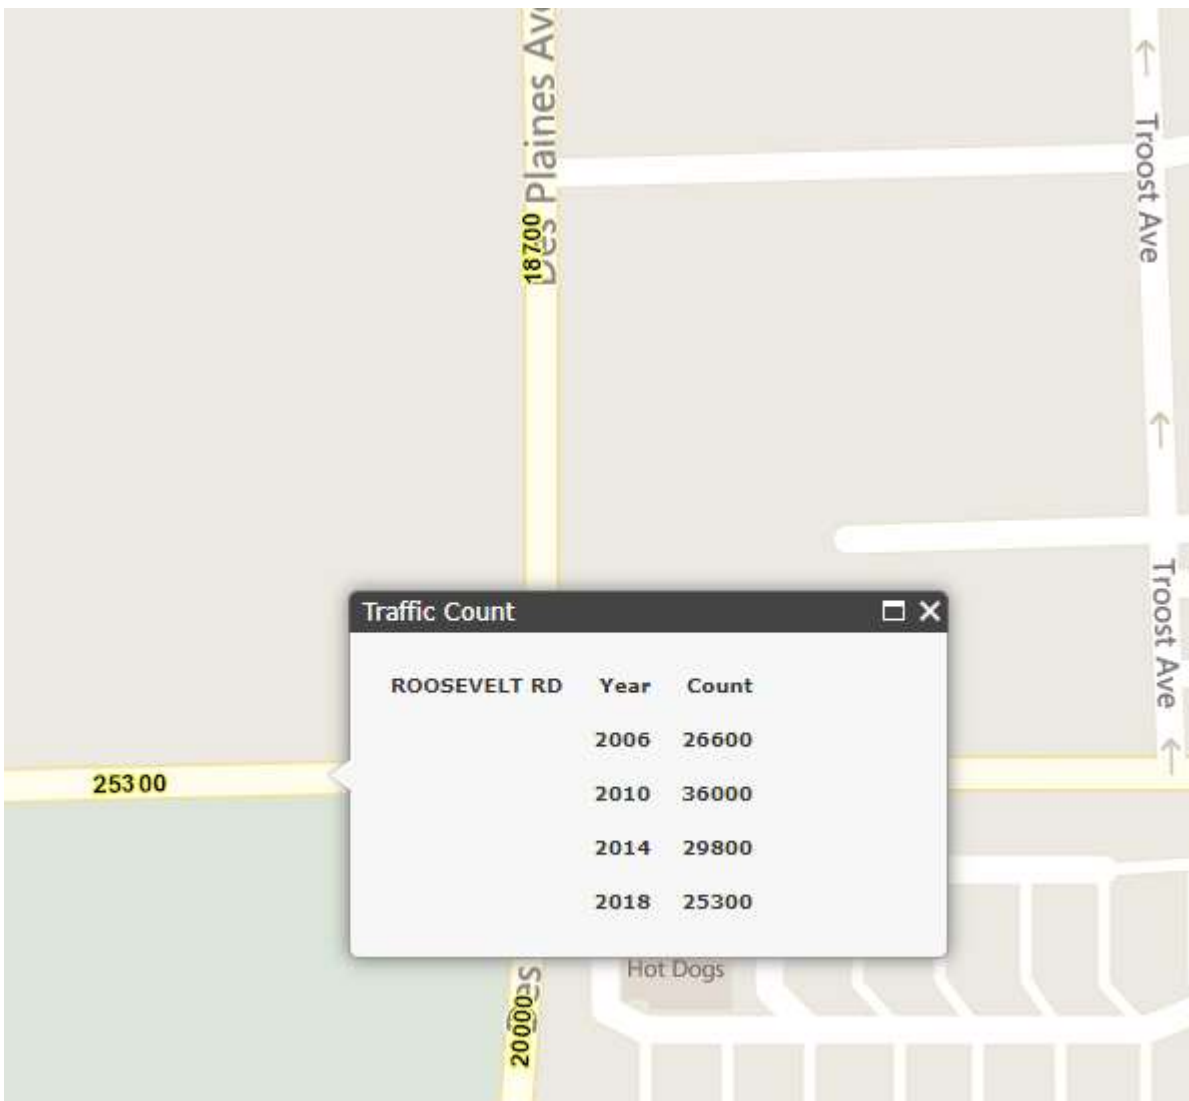 Des Plaines Ave
18700
Troost Ave
Troost Ave
Traffic Count
ROOSEVELT RD Year Count
2006 26600
2010 36000
2014 29800
2018 25300
25300
Hot Dogs
20000